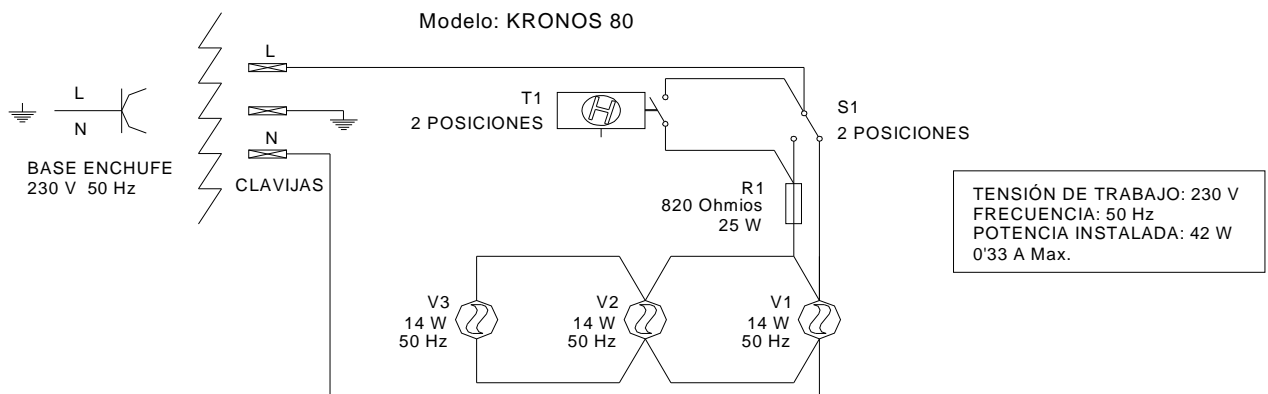 Modelo: KRONOS 80
L
L
N
N
BASE ENCHUFE
230 V 50 Hz
CLAVIJAS
T1
2 POSICIONES
S1
2 POSICIONES
R1
820 Ohmios
25 W
V3
14 W
50 Hz
V2
14 W
50 Hz
V1
14 W
50 Hz
TENSIÓN DE TRABAJO: 230 V
FRECUENCIA: 50 Hz
POTENCIA INSTALADA: 42 W
0'33 A Max.